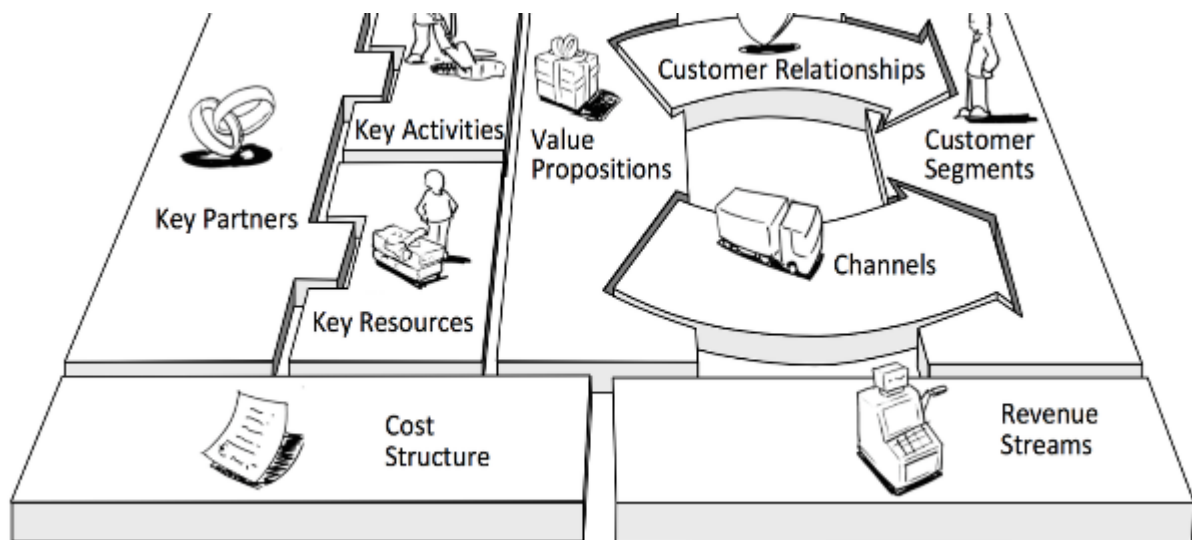 Customer Relationships
Key Activities
Value
Propositions
Customer
Segments
Key Partners
Channels
Key Resources
Cost
Structure
Revenue
Streams